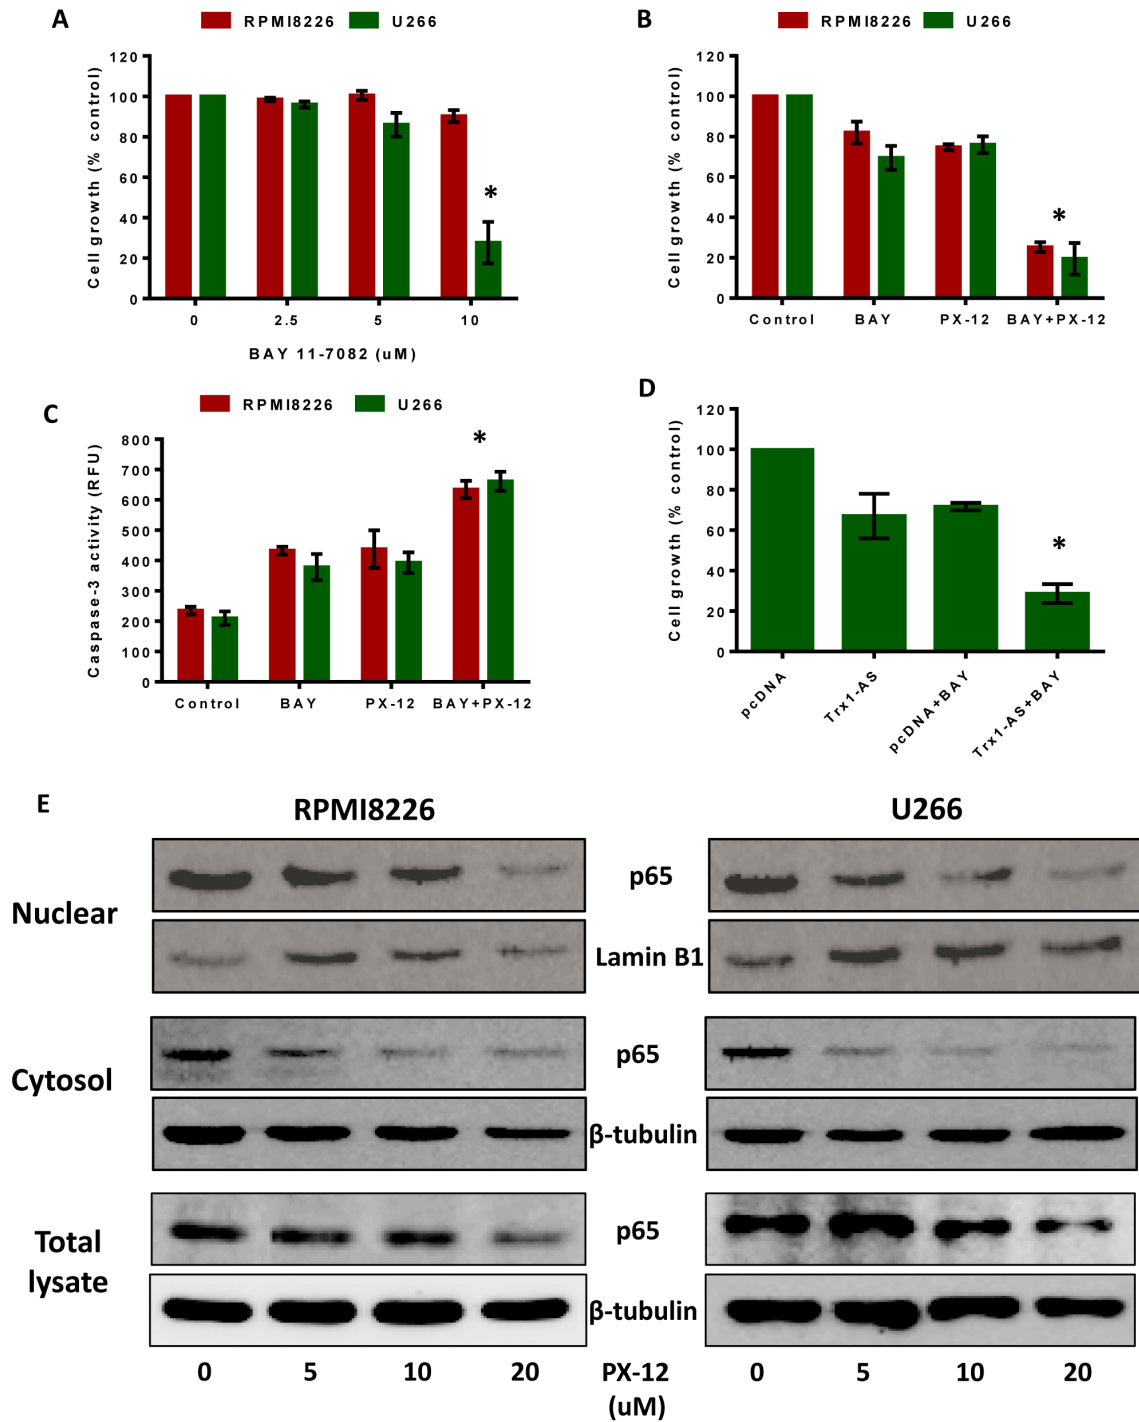 A
RPMI8226 U266
Cell growth (% control)
120
100
80
60
40
20
0
*
0 2.5 5 10
BAY 11-7082 (uM)
B
RPMI8226 U266
Cell growth (% control)
120
100
80
60
40
20
0
*
Control BAY PX-12 BAY+PX-12
C
RPMI8226 U266
Caspase-3 activity (RFU)
800
700
600
500
400
300
200
100
0
*
Control BAY PX-12 BAY+PX-12
D
Cell growth (% control)
120
100
80
60
40
20
0
*
pcDNA Trx1-AS pcDNA+BAY Trx1-AS+BAY
E
RPMI8226 U266
Nuclear
p65
Lamin B1
Cytosol
p65
β-tubulin
Total
lysate
p65
β-tubulin
0 5 10 20 PX-12 0 5 10 20
(uM)